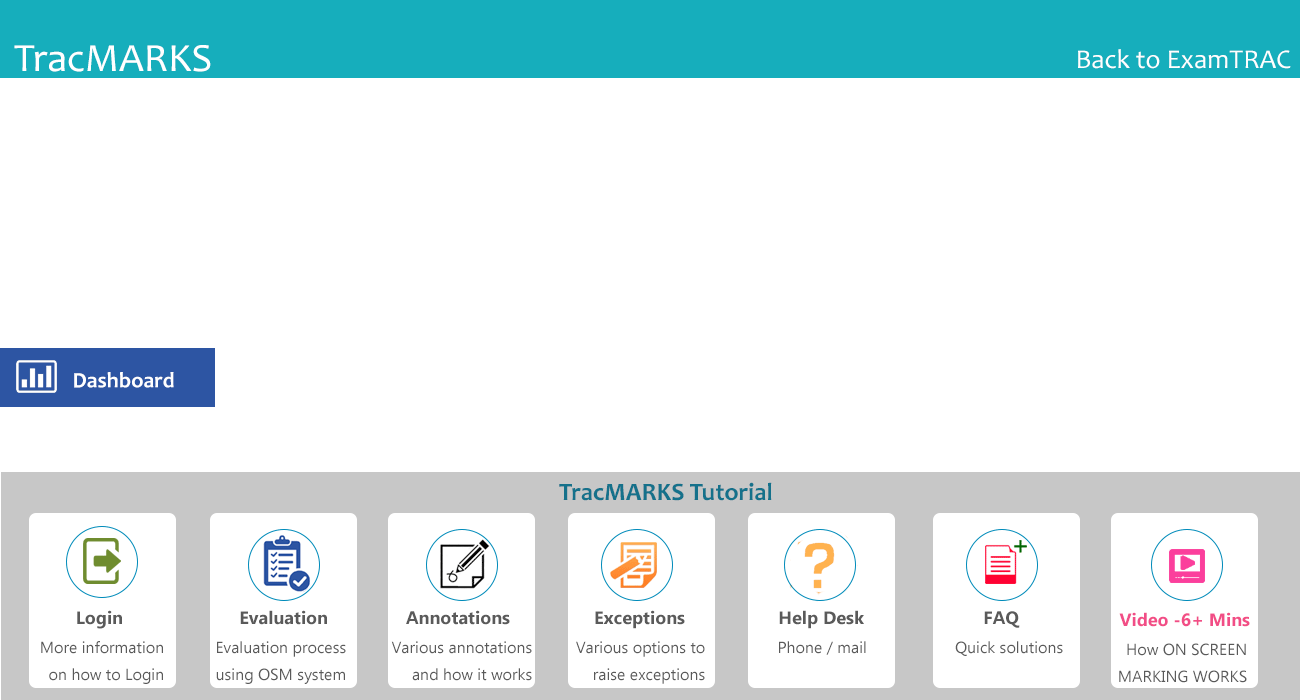 TracMARKS
Back to ExamTRAC
Dashboard
TracMARKS Tutorial
Login
More information
on how to Login
Evaluation
Evaluation process
using OSM system
Annotations
Various annotations
and how it works
Exceptions
Various options to
raise exceptions
Help Desk
Phone / mail
FAQ
Quick solutions
Video -6+ Mins
How ON SCREEN
MARKING WORKS